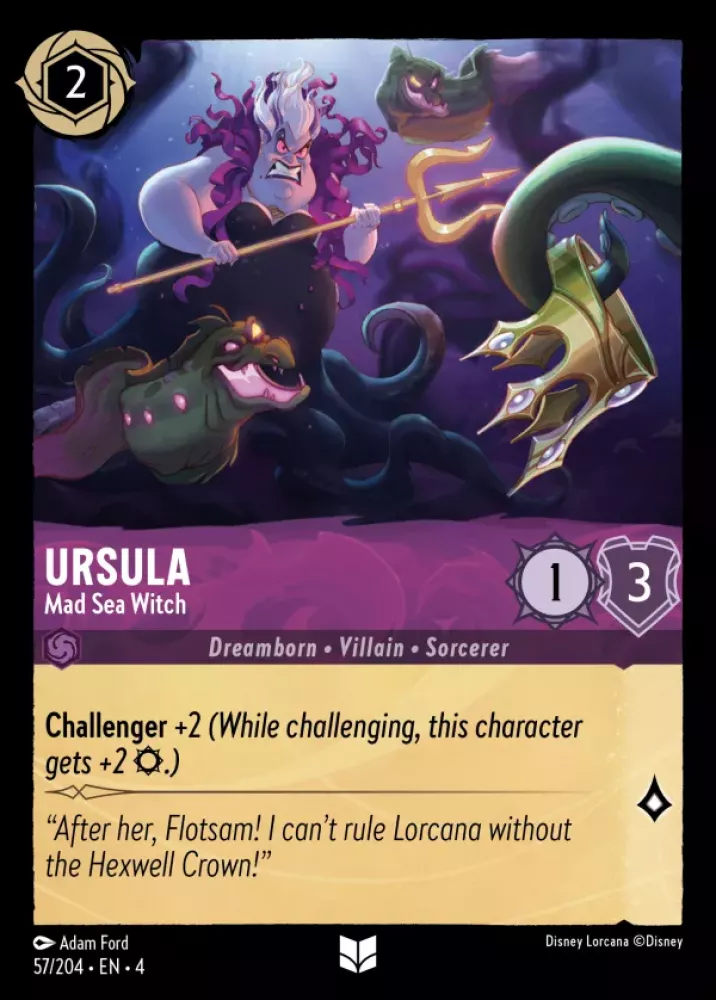 2
URSULA
Mad Sea Witch
1
3
Dreamborn • Villain • Sorcerer
Challenger +2 (While challenging, this character
gets +2 .)
“After her, Flotsam! I can’t rule Lorcana without
the Hexwell Crown!”
Adam Ford
57/204 • EN • 4
Disney Lorcana ©Disney